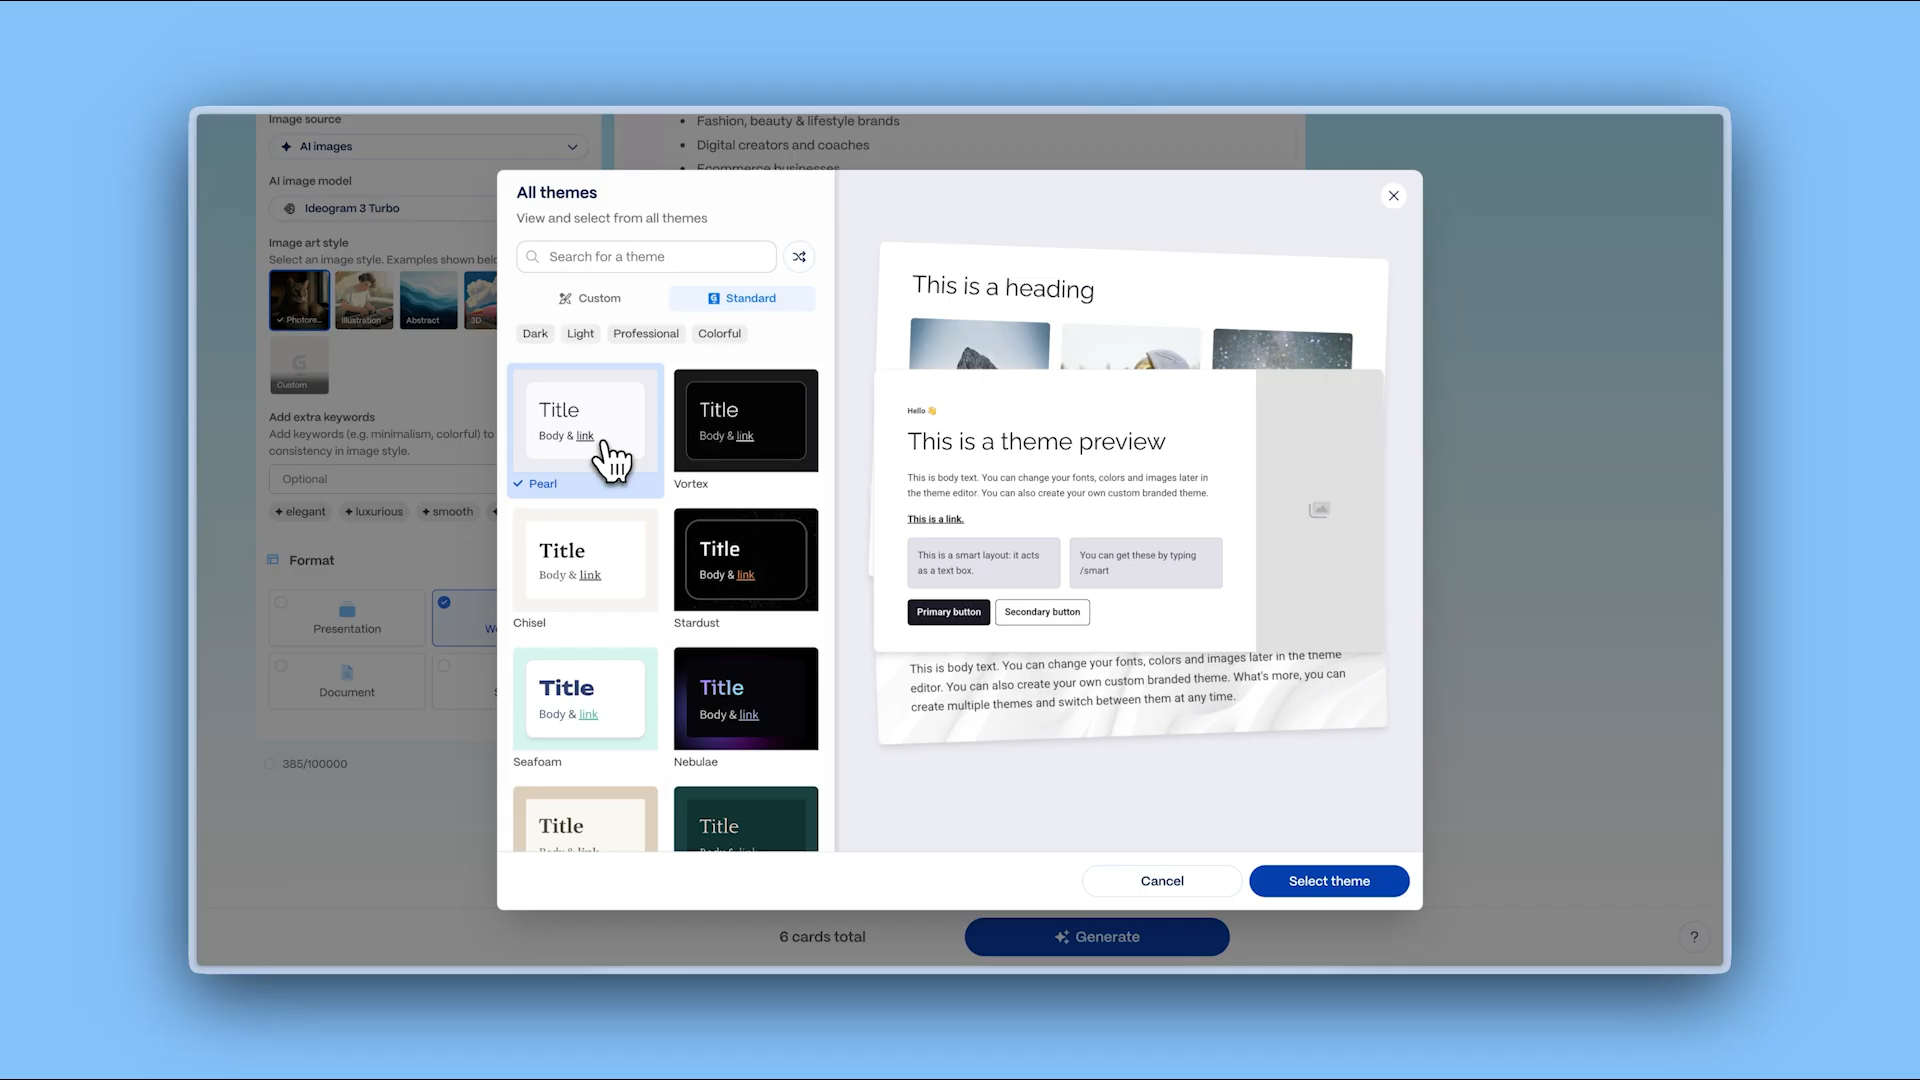 Image source
AI images
AI image model
Ideogram 3 Turbo
Image art style
Select an image style. Examples shown
Photore...
Illustration
Abstract
3D
Custom
Add extra keywords
Add keywords (e.g. minimalism, colorful) to
consistency in image style.
Optional
elegant
luxurious
smooth
Format
Presentation
Document
385/100000
Fashion, beauty & lifestyle brands
Digital creators and coaches
Ecommerce businesses
All themes
View and select from all themes
Search for a theme
Custom
Standard
Dark
Light
Professional
Colorful
Title
Body & link
Pearl
Title
Body & link
Vortex
Title
Body & link
Chisel
Title
Body & link
Stardust
Title
Body & link
Seafoam
Title
Body & link
Nebulae
Title
Body & link
Title
Body & link
This is a heading
Hello 👋
This is a theme preview
This is body text. You can change your fonts, colors and images later in
the theme editor. You can also create your own custom branded theme.
This is a link.
This is a smart layout: it acts
as a text box.
You can get these by typing
/smart
Primary button
Secondary button
This is body text. You can change your fonts, colors and images later in the theme
editor. You can also create your own custom branded theme. What's more, you can
create multiple themes and switch between them at any time.
Cancel
Select theme
6 cards total
Generate
?